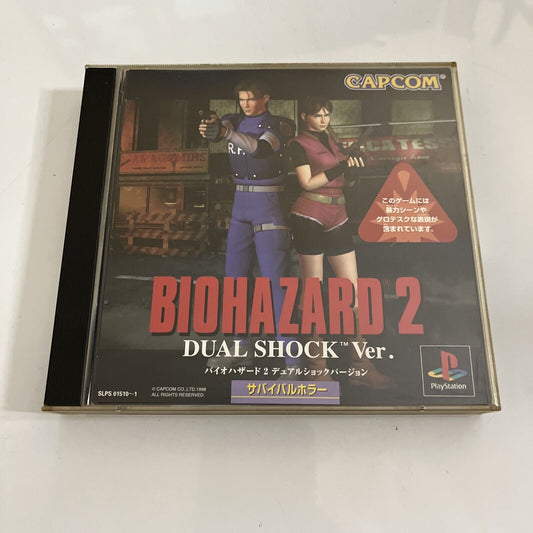 CAPCOM®
R.P.
CATES
このゲームには
暴力シーンや
グロテスクな表現が
含まれています。
BIOHAZARD® 2
DUAL SHOCK™ Ver.
バイオハザード2 デュアルショックバージョン
サバイバルホラー
SLPS 01510~1
© CAPCOM CO.,LTD.1998
ALL RIGHTS RESERVED.
PlayStation